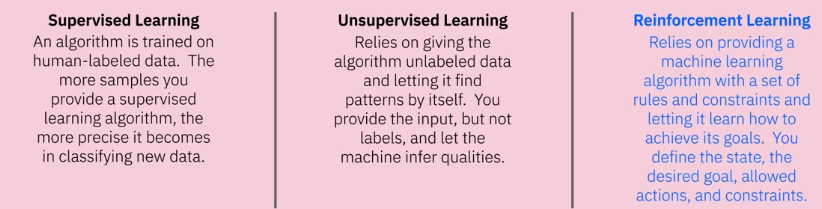 Supervised Learning
An algorithm is trained on
human-labeled data. The
more samples you
provide a supervised
learning algorithm, the
more precise it becomes
in classifying new data.
Unsupervised Learning
Relies on giving the
algorithm unlabeled data
and letting it find
patterns by itself. You
provide the input, but not
labels, and let the
machine infer qualities.
Reinforcement Learning
Relies on providing a
machine learning
algorithm with a set of
rules and constraints and
letting it learn how to
achieve its goals. You
define the state, the
desired goal, allowed
actions, and constraints.